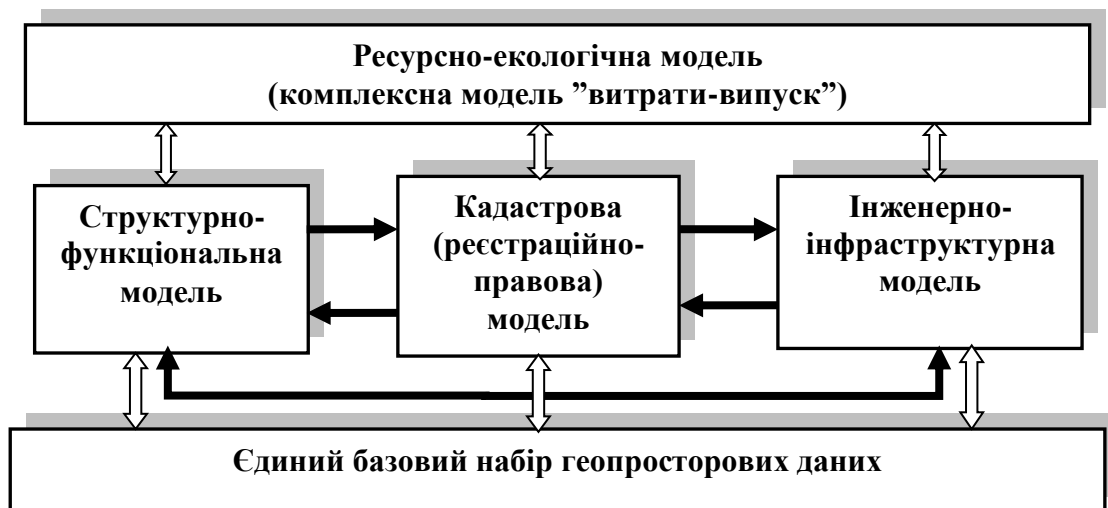 Ресурсно-екологічна модель
(комплексна модель ”витрати-випуск”)
Структурно-
функціональна
модель
Кадастрова
(реєстраційно-
правова)
модель
Інженерно-
інфраструктурна
модель
Єдиний базовий набір геопросторових даних